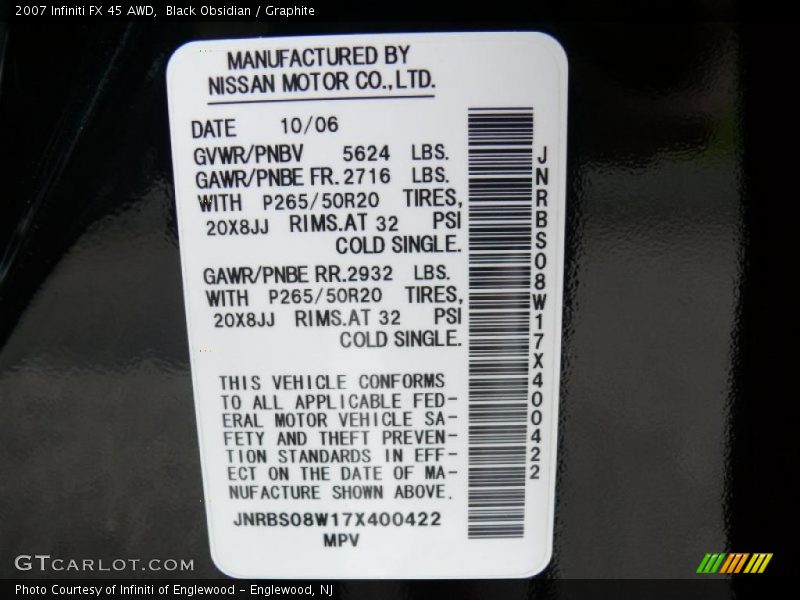 2007 Infiniti FX 45 AWD, Black Obsidian / Graphite
MANUFACTURED BY
NISSAN MOTOR CO.,LTD.
DATE 10/06
GVWR/PNBV 5624 LBS.
GAWR/PNBE FR. 2716 LBS.
WITH P265/50R20 TIRES,
20X8JJ RIMS.AT 32 PSI
COLD SINGLE.
GAWR/PNBE RR. 2932 LBS.
WITH P265/50R20 TIRES,
20X8JJ RIMS.AT 32 PSI
COLD SINGLE.
THIS VEHICLE CONFORMS
TO ALL APPLICABLE FED-
ERAL MOTOR VEHICLE SA-
FETY AND THEFT PREVEN-
TION STANDARDS IN EFF-
ECT ON THE DATE OF MA-
NUFACTURE SHOWN ABOVE.
JNRBS08W17X400422
MPV
JNRBS08W17X400422
GTCARLOT.COM
Photo Courtesy of Infiniti of Englewood - Englewood, NJ